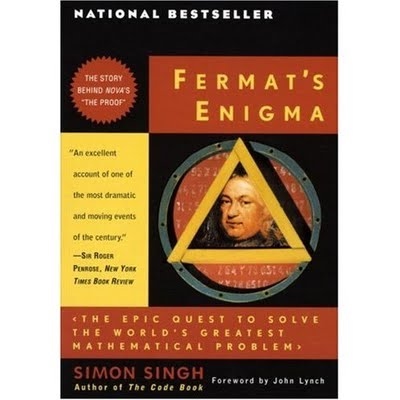 NATIONAL BESTSELLER
THE STORY
BEHIND NOVA'S
"THE PROOF"
FERMAT'S
ENIGMA
"An excellent
account of one of
the most dramatic
and moving events
of the century."
—SIR ROGER
PENROSE, NEW YORK
TIMES BOOK REVIEW
<THE EPIC QUEST TO SOLVE
THE WORLD'S GREATEST
MATHEMATICAL PROBLEM>
SIMON SINGH
Author of The Code Book
Foreword by John Lynch